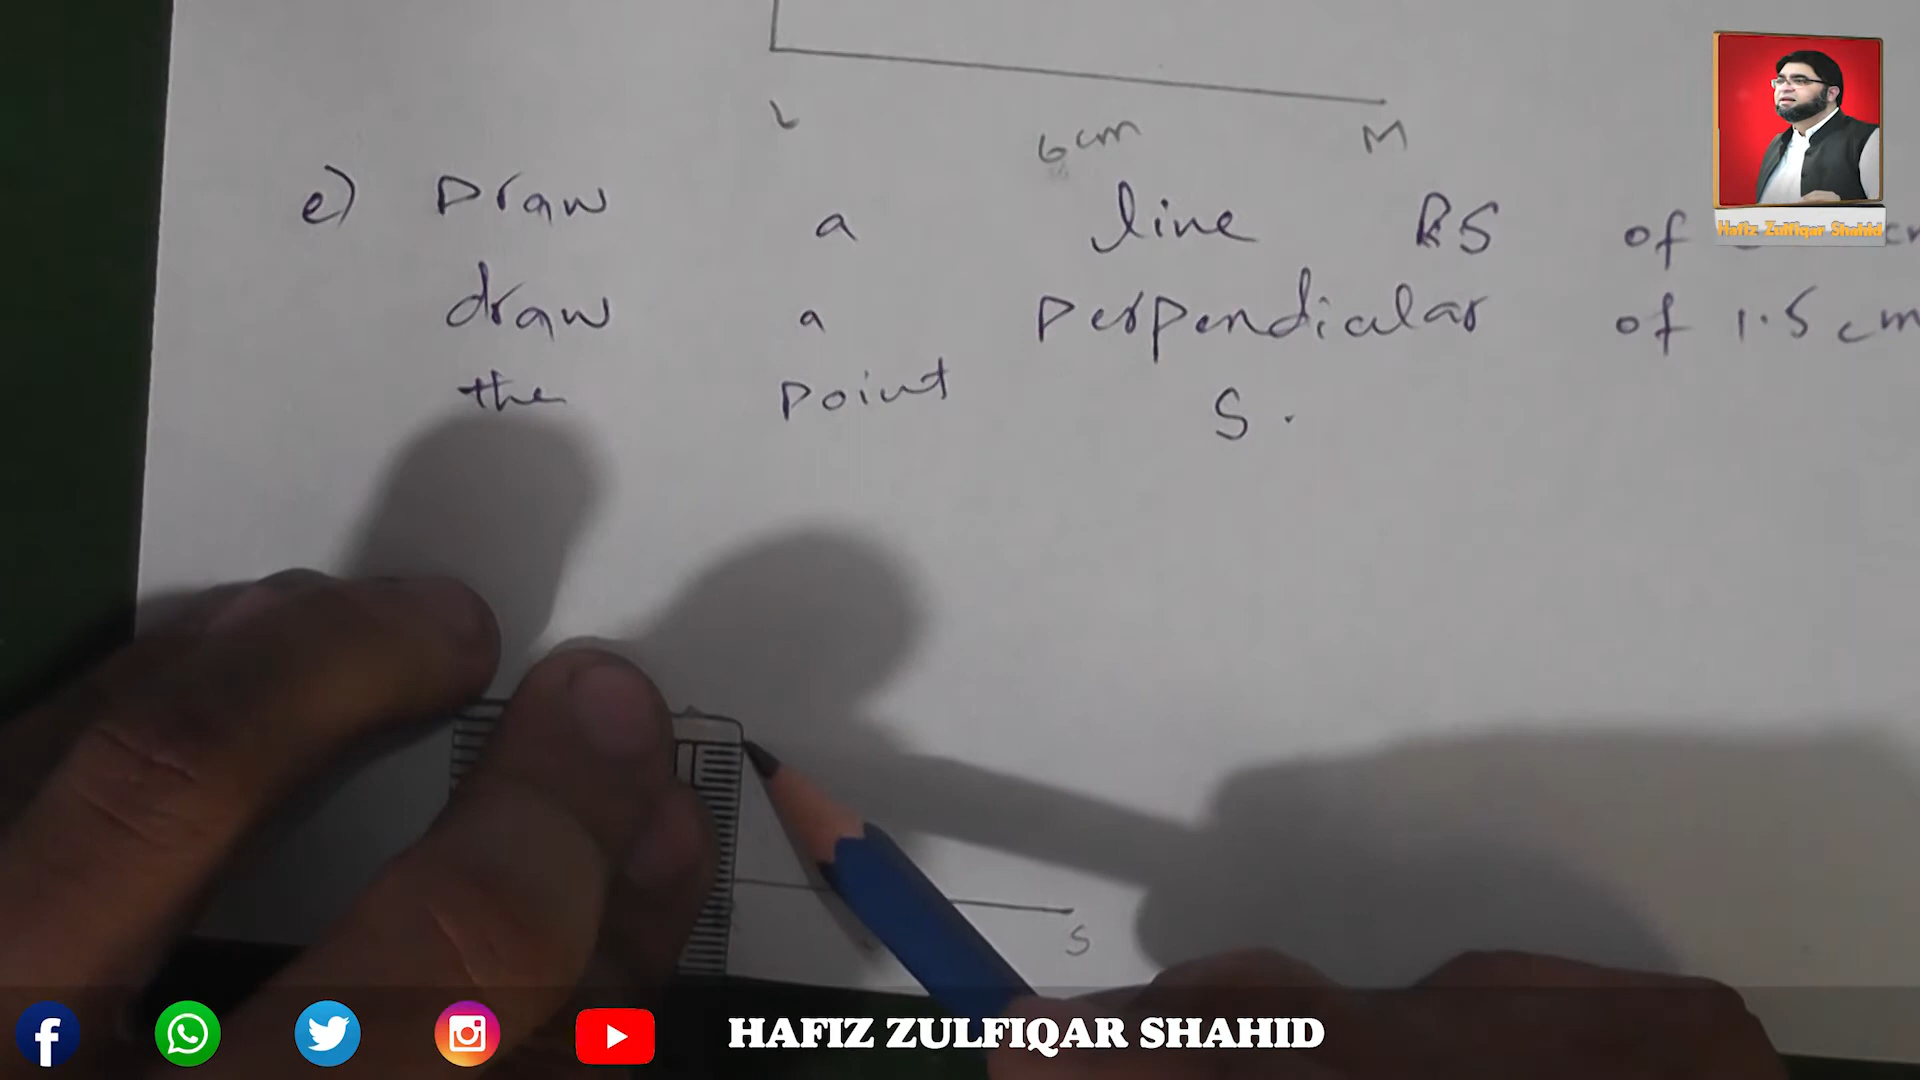 L
6cm
M
e) Draw a line RS of cm
draw a perpendicular of 1.5 cm
the point S.
S
Hafiz Zulfiqar Shahid
HAFIZ ZULFIQAR SHAHID